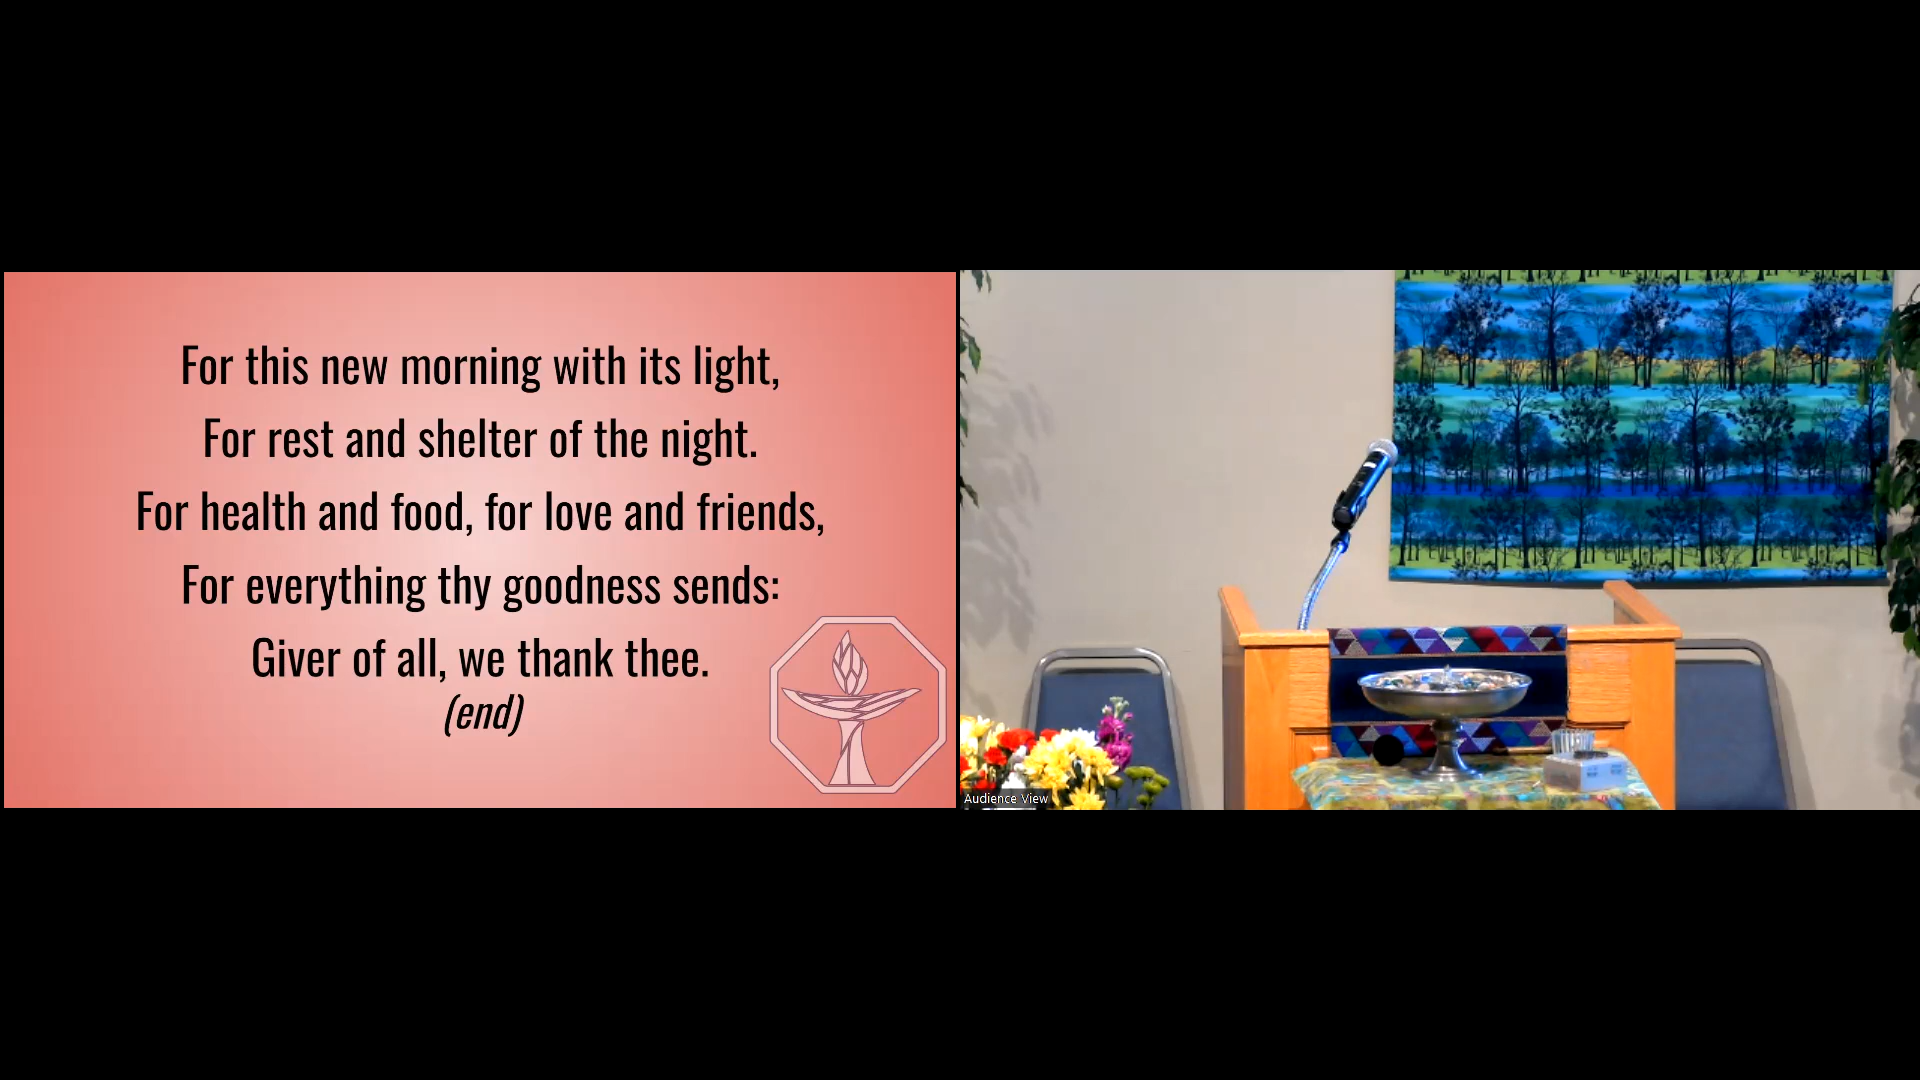 For this new morning with its light,
For rest and shelter of the night.
For health and food, for love and friends,
For everything thy goodness sends:
Giver of all, we thank thee.
(end)
Audience View